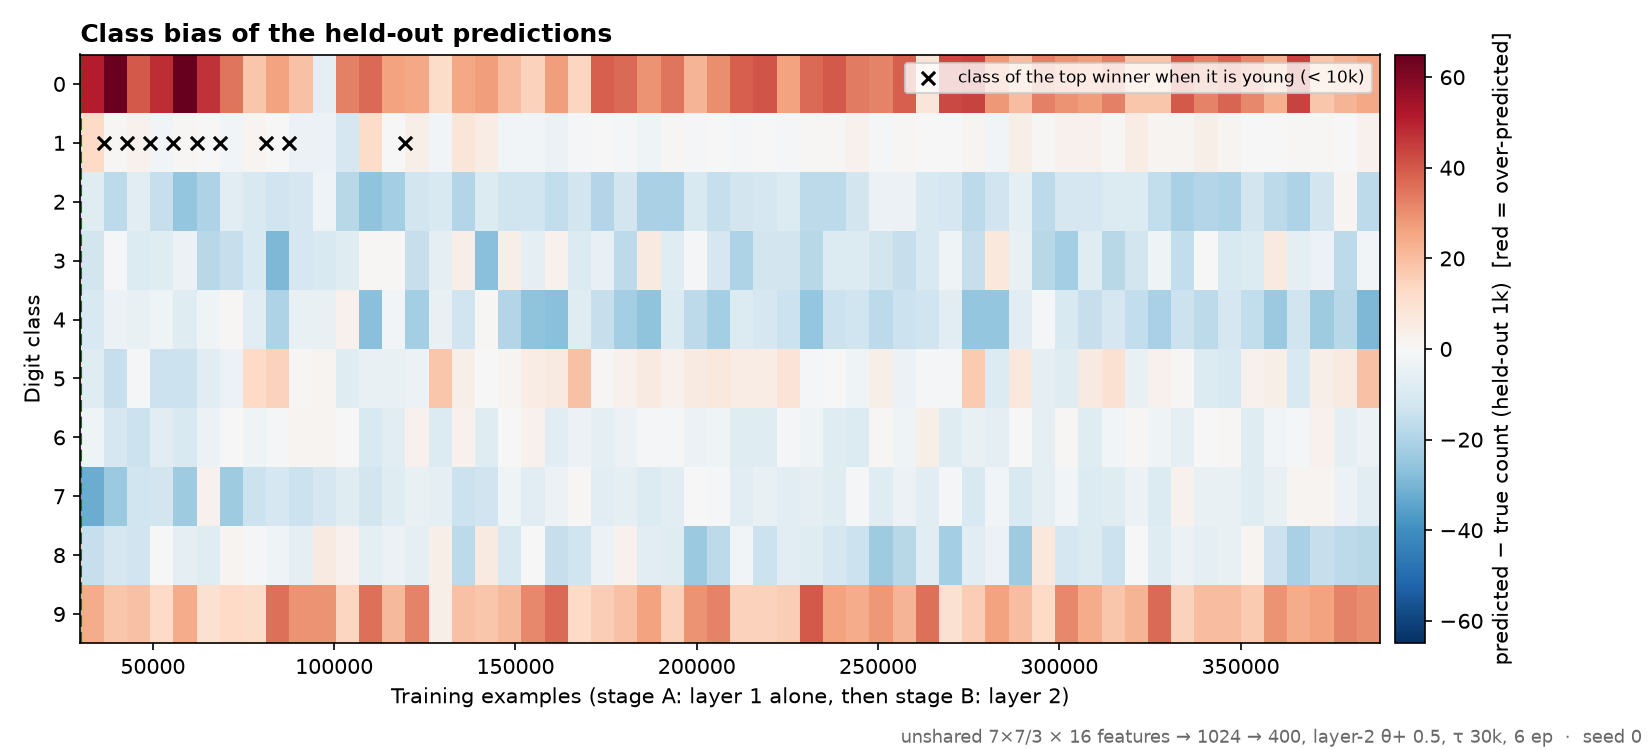 Class bias of the held-out predictions
class of the top winner when it is young (< 10k)
Digit class
0
1
2
3
4
5
6
7
8
9
50000 100000 150000 200000 250000 300000 350000
Training examples (stage A: layer 1 alone, then stage B: layer 2)
60
40
20
0
−20
−40
−60
predicted − true count (held-out 1k) [red = over-predicted]
unshared 7×7/3 × 16 features → 1024 → 400, layer-2 θ+ 0.5, τ 30k, 6 ep · seed 0